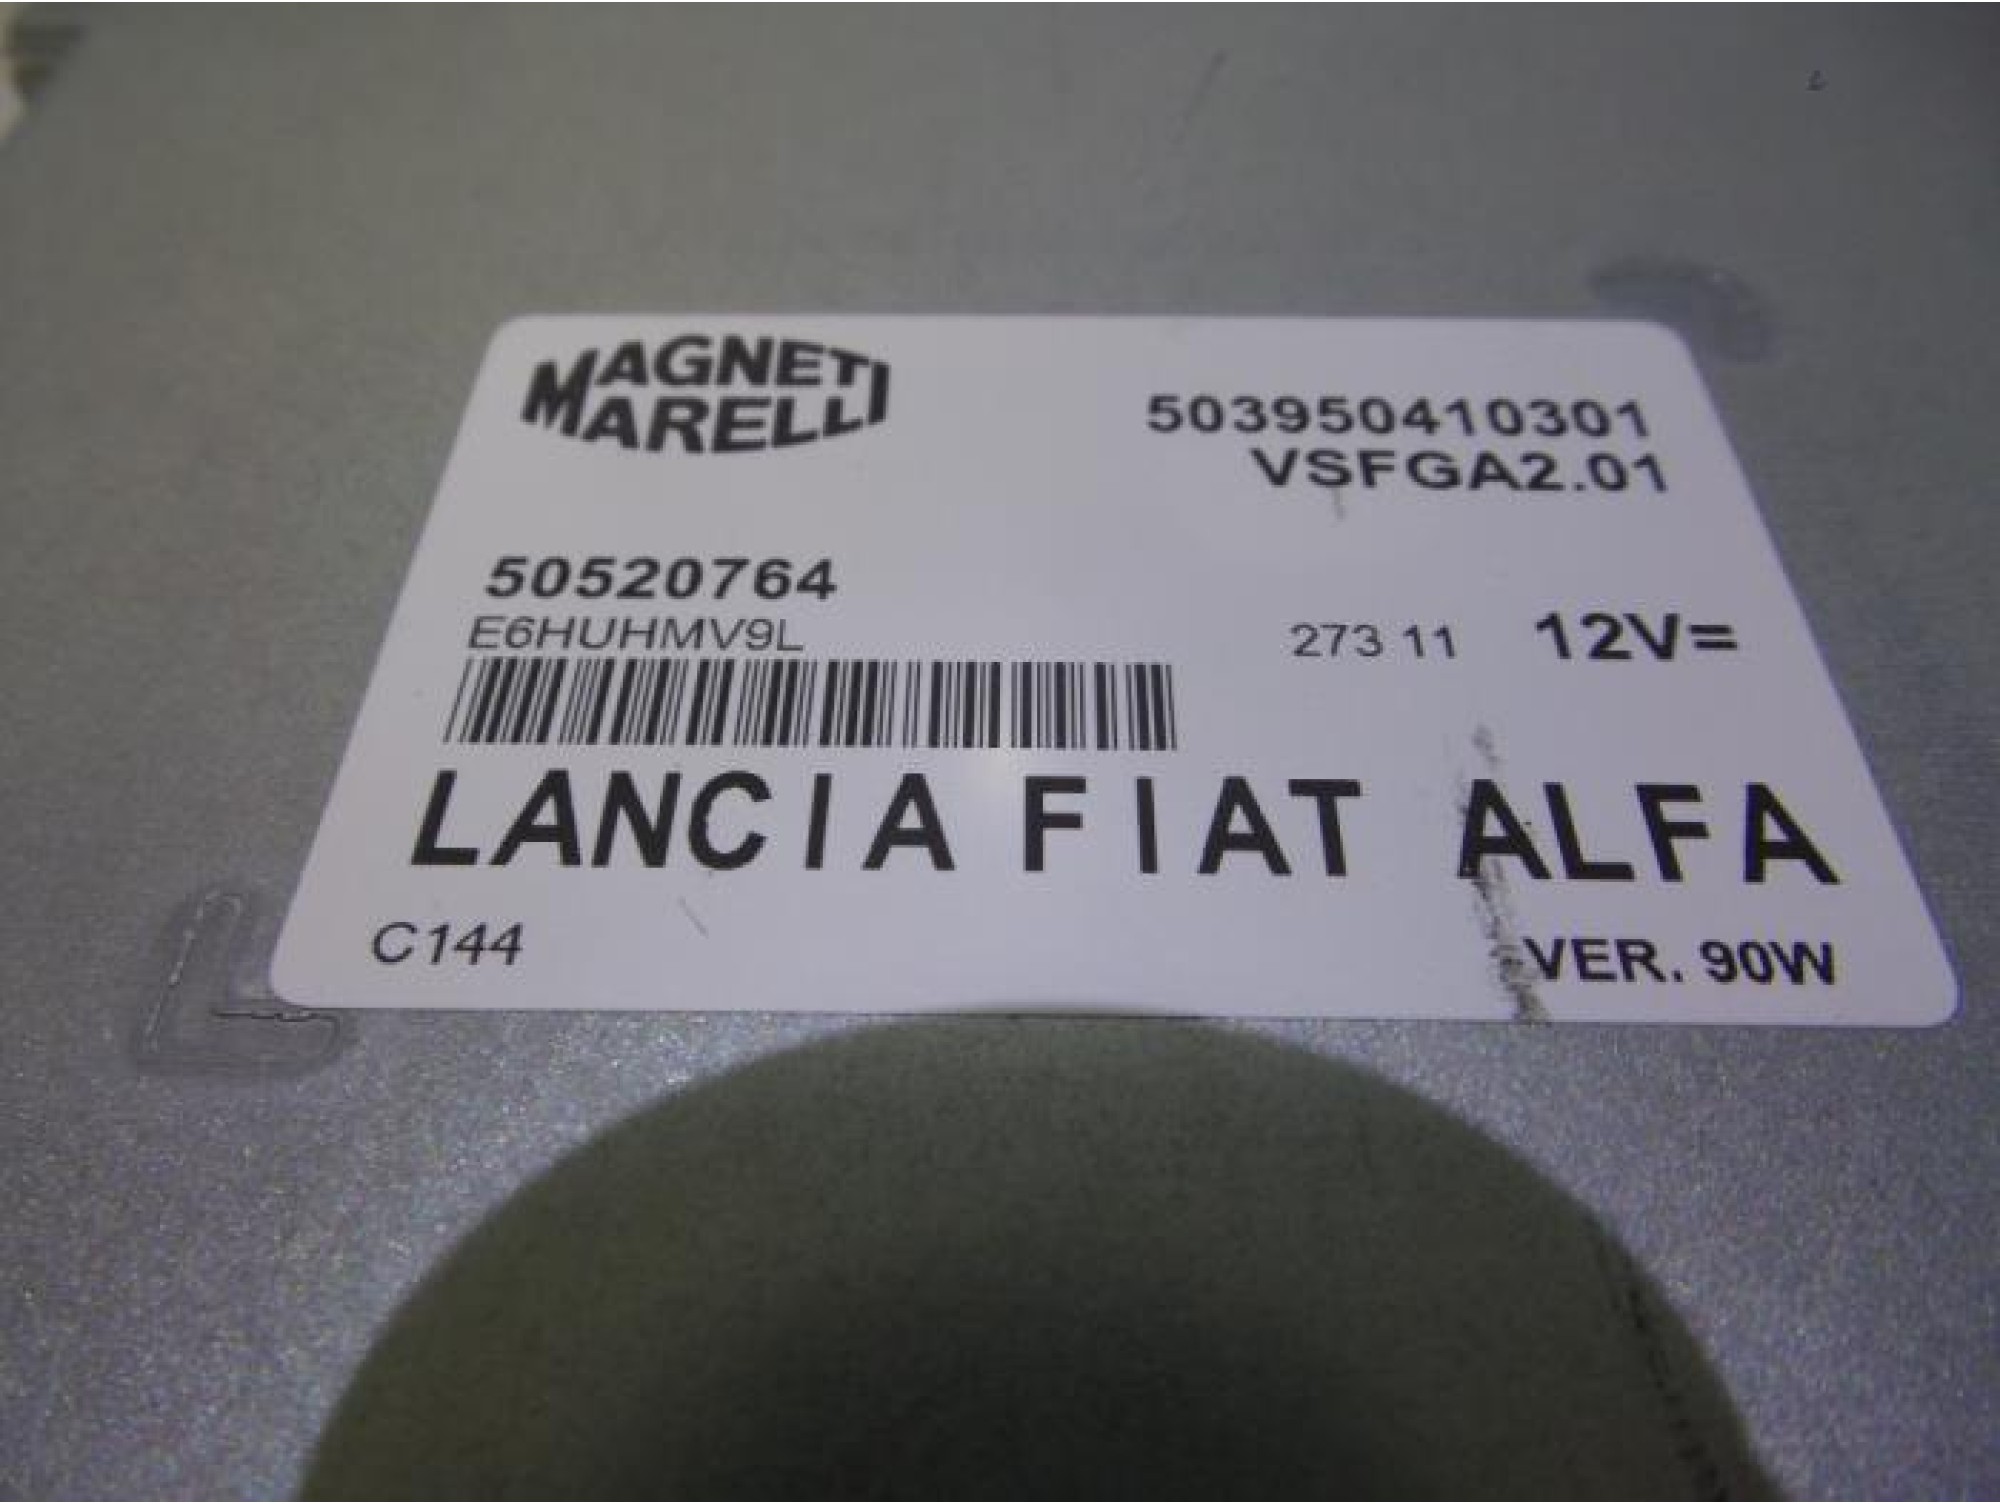 MAGNETI
MARELLI
503950410301
VSFGA2.01
50520764
E6HUHMV9L
273 11 12V=
LANCIA FIAT ALFA
C144
VER. 90W